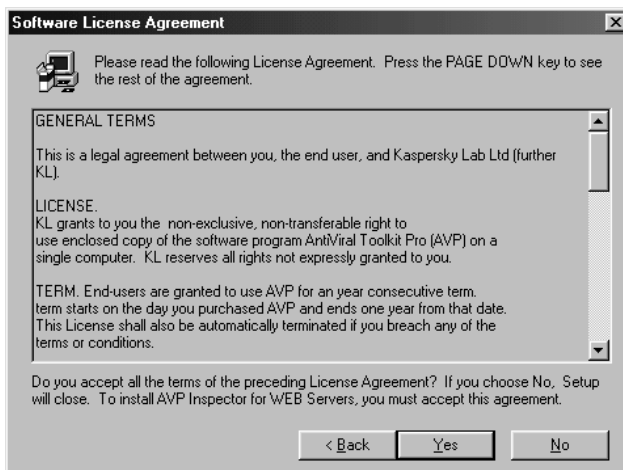 Software License Agreement
Please read the following License Agreement. Press the PAGE DOWN key to see
the rest of the agreement.
GENERAL TERMS
This is a legal agreement between you, the end user, and Kaspersky Lab Ltd (further
KL).
LICENSE.
KL grants to you the non-exclusive, non-transferable right to
use enclosed copy of the software program AntiViral Toolkit Pro (AVP) on a
single computer. KL reserves all rights not expressly granted to you.
TERM. End-users are granted to use AVP for an year consecutive term.
term starts on the day you purchased AVP and ends one year from that date.
This License shall also be automatically terminated if you breach any of the
terms or conditions.
Do you accept all the terms of the preceding License Agreement? If you choose No, Setup
will close. To install AVP Inspector for WEB Servers, you must accept this agreement.
< Back Yes No